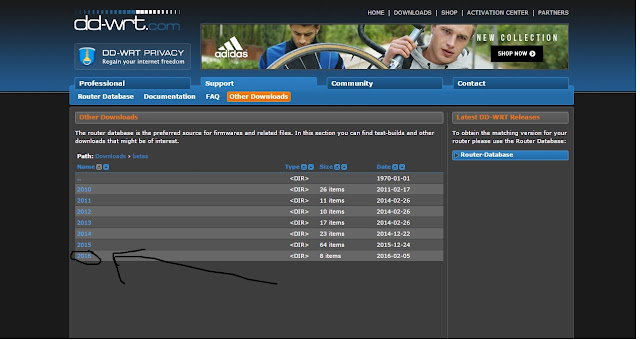 dd-wrt.com
HOME | DOWNLOADS | SHOP | ACTIVATION CENTER | PARTNERS
DD-WRT PRIVACY
Regain your internet freedom
adidas
NEW COLLECTION
SHOP NOW
Professional Support Community Contact
Router Database Documentation FAQ Other Downloads
Other Downloads
The router database is the preferred source for firmwares and related files. In this section you can find test-builds and other
downloads that might be of interest.
Path: Downloads › betas
Name Type Size Date
.. <DIR> 1970-01-01
2010 <DIR> 26 items 2011-02-17
2011 <DIR> 11 items 2014-02-26
2012 <DIR> 10 items 2014-02-26
2013 <DIR> 17 items 2014-02-26
2014 <DIR> 23 items 2014-12-22
2015 <DIR> 64 items 2015-12-24
2016 <DIR> 8 items 2016-02-05
Latest DD-WRT Releases
To obtain the matching version for your
router please use the Router Database:
Router-Database